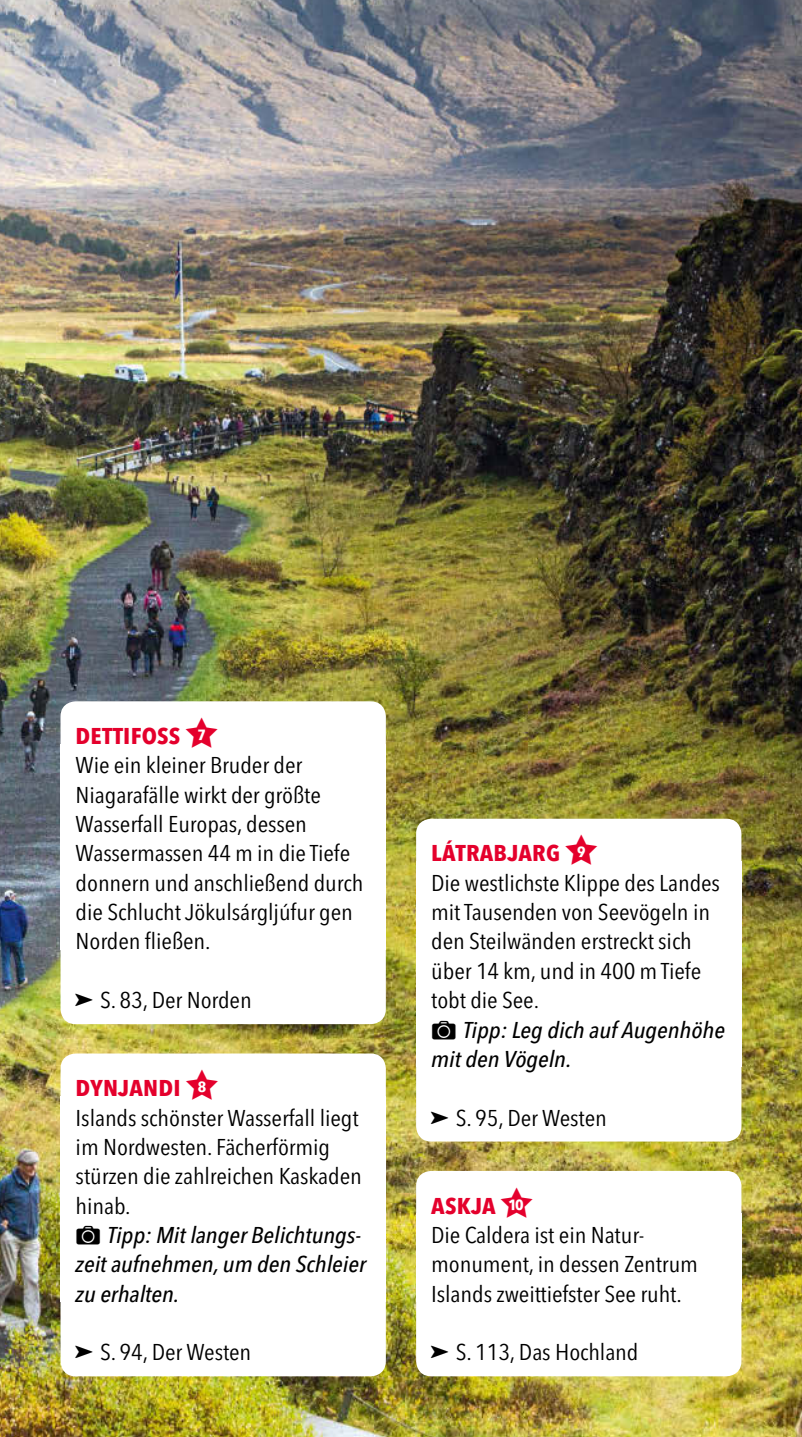 DETTIFOSS 7
Wie ein kleiner Bruder der
Niagarafälle wirkt der größte
Wasserfall Europas, dessen
Wassermassen 44 m in die Tiefe
donnern und anschließend durch
die Schlucht Jökulsárgljúfur gen
Norden fließen.
➤ S. 83, Der Norden
DYNJANDI 8
Islands schönster Wasserfall liegt
im Nordwesten. Fächerförmig
stürzen die zahlreichen Kaskaden
hinab.
Tipp: Mit langer Belichtungs-
zeit aufnehmen, um den Schleier
zu erhalten.
➤ S. 94, Der Westen
LÁTRABJARG 9
Die westlichste Klippe des Landes
mit Tausenden von Seevögeln in
den Steilwänden erstreckt sich
über 14 km, und in 400 m Tiefe
tobt die See.
Tipp: Leg dich auf Augenhöhe
mit den Vögeln.
➤ S. 95, Der Westen
ASKJA 10
Die Caldera ist ein Natur-
monument, in dessen Zentrum
Islands zweittiefster See ruht.
➤ S. 113, Das Hochland